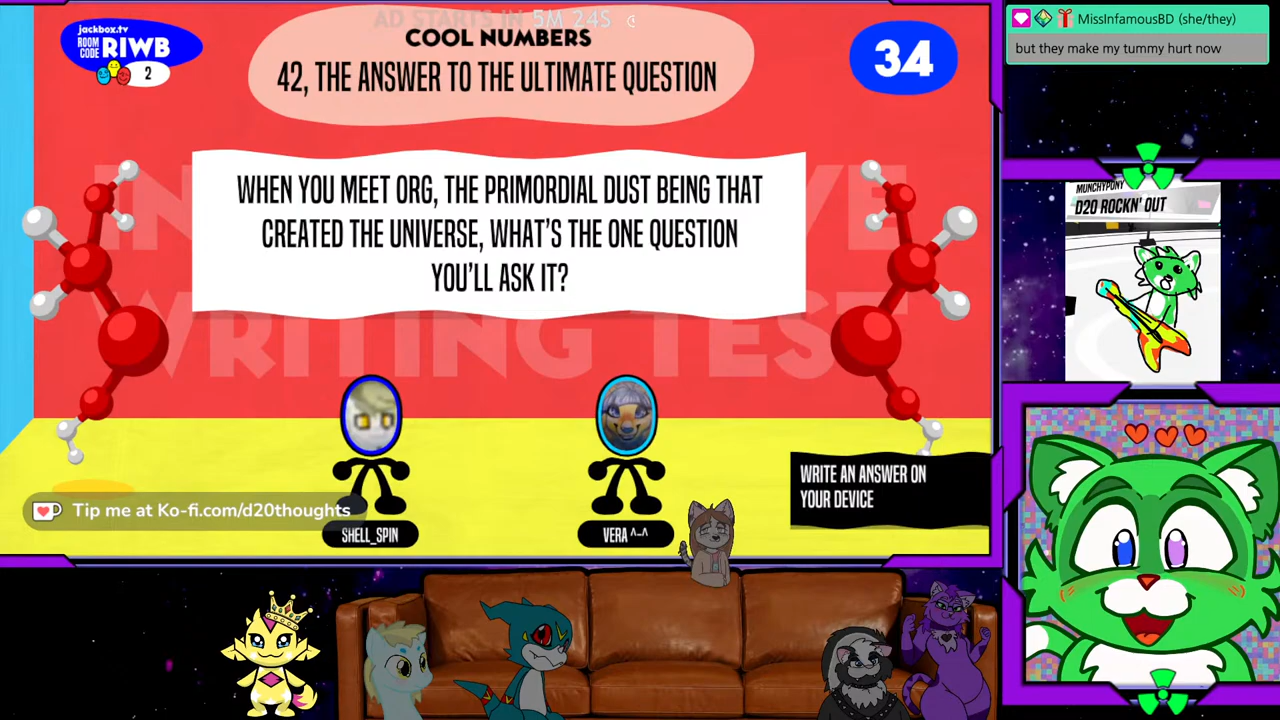 AD STARTS IN 5M 24S
jackbox.tv
ROOM CODE RIWB
2
COOL NUMBERS
42, THE ANSWER TO THE ULTIMATE QUESTION
34
WHEN YOU MEET ORG, THE PRIMORDIAL DUST BEING THAT
CREATED THE UNIVERSE, WHAT'S THE ONE QUESTION
YOU'LL ASK IT?
WRITING TEST
WRITE AN ANSWER ON
YOUR DEVICE
Tip me at Ko-fi.com/d20thoughts
SHELL_SPIN
VERA ^-^
MissInfamousBD (she/they)
but they make my tummy hurt now
MUNCHYPONY
D20 ROCKN' OUT